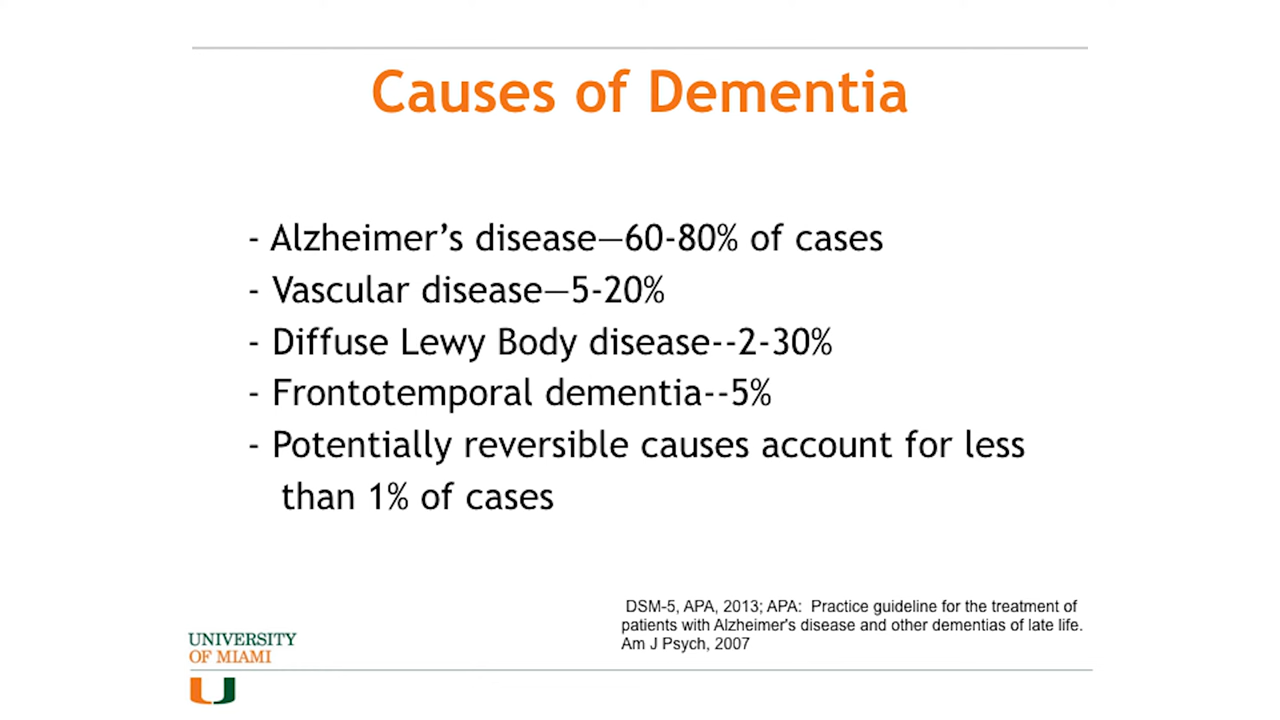 Causes of Dementia
- Alzheimer’s disease—60-80% of cases
- Vascular disease—5-20%
- Diffuse Lewy Body disease--2-30%
- Frontotemporal dementia--5%
- Potentially reversible causes account for less
than 1% of cases
DSM-5, APA, 2013; APA: Practice guideline for the treatment of
patients with Alzheimer's disease and other dementias of late life.
Am J Psych, 2007
UNIVERSITY
OF MIAMI
U